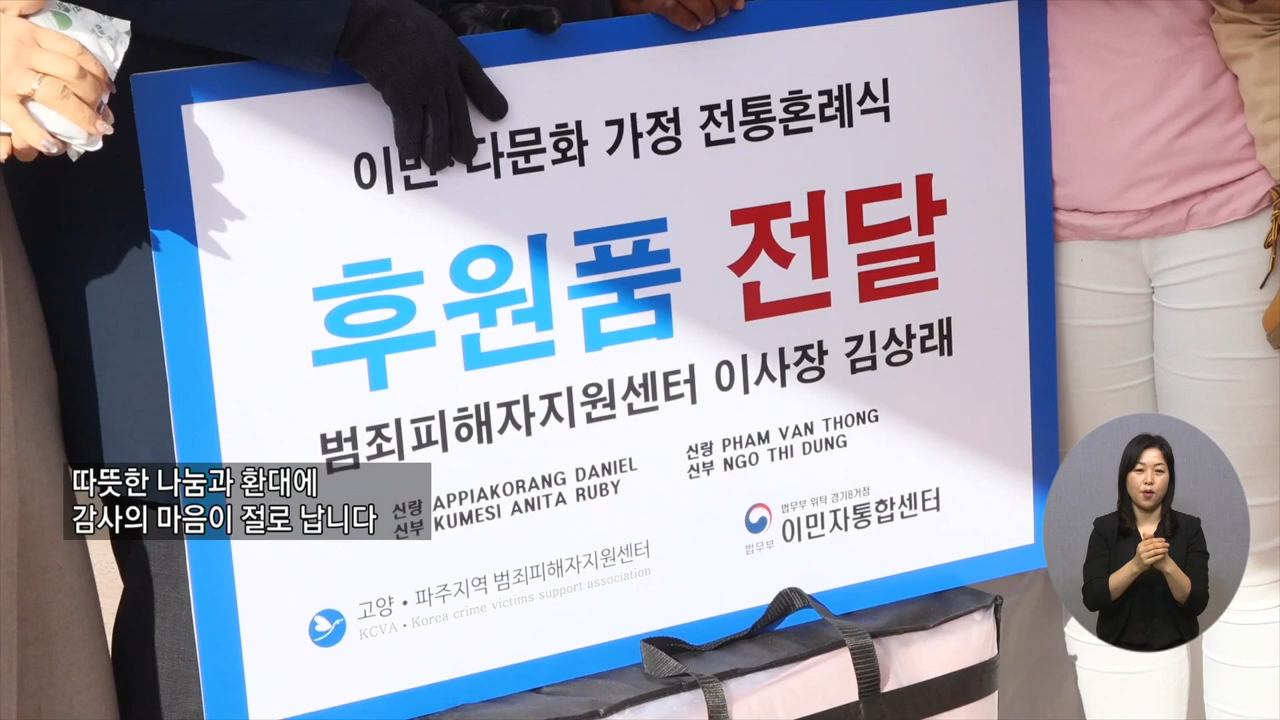 이민·다문화 가정 전통혼례식
후원품 전달
범죄피해자지원센터 이사장 김상래
신랑 APPIAKORANG DANIEL
신부 KUMESI ANITA RUBY
신랑 PHAM VAN THONG
신부 NGO THI DUNG
고양·파주지역 범죄피해자지원센터
KCVA·Korea crime victims support association
법무부
법무부 위탁 경기8거점
이민자통합센터
따뜻한 나눔과 환대에
감사의 마음이 절로 납니다